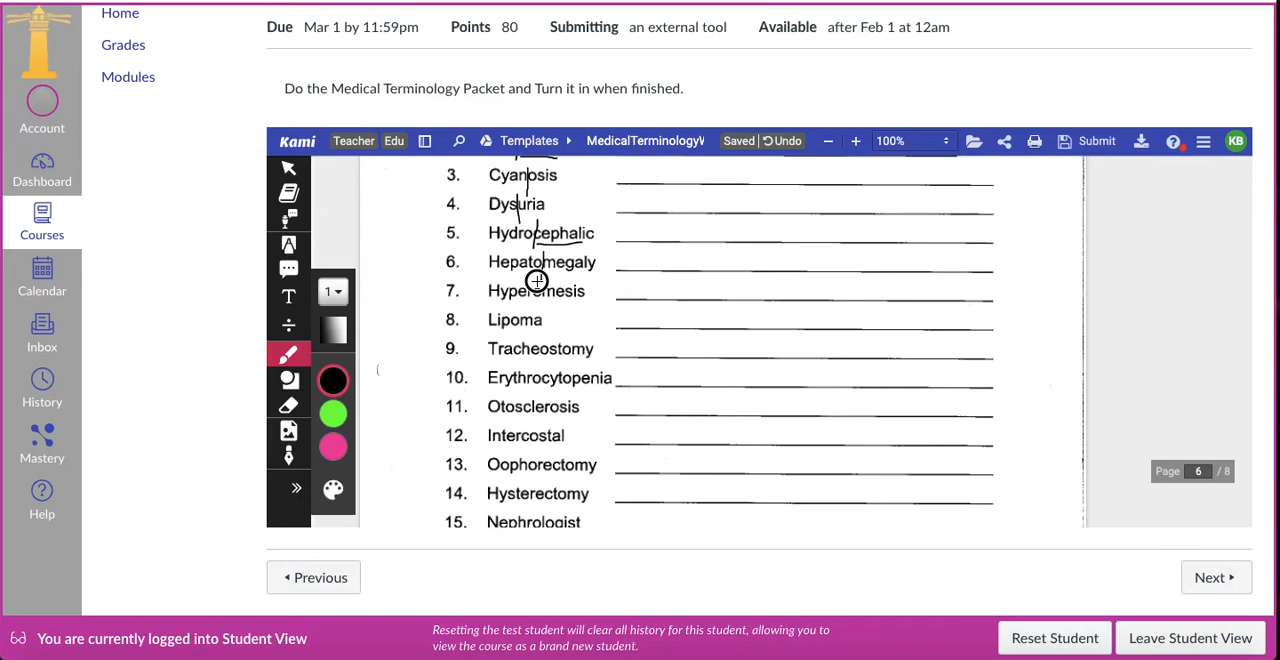 Home
Due Mar 1 by 11:59pm Points 80 Submitting an external tool Available after Feb 1 at 12am
Grades
Modules
Do the Medical Terminology Packet and Turn it in when finished.
Account
Dashboard
Courses
Calendar
Inbox
History
Mastery
Help
Kami Teacher Edu Templates MedicalTerminologyW Saved Undo 100% Submit KB
1
3. Cyanosis
4. Dysuria
5. Hydrocephalic
6. Hepatomegaly
7. Hyperemesis
8. Lipoma
9. Tracheostomy
10. Erythrocytopenia
11. Otosclerosis
12. Intercostal
13. Oophorectomy
14. Hysterectomy
15. Nephrologist
Page 6 / 8
Previous
Next
You are currently logged into Student View
Resetting the test student will clear all history for this student, allowing you to
view the course as a brand new student.
Reset Student
Leave Student View